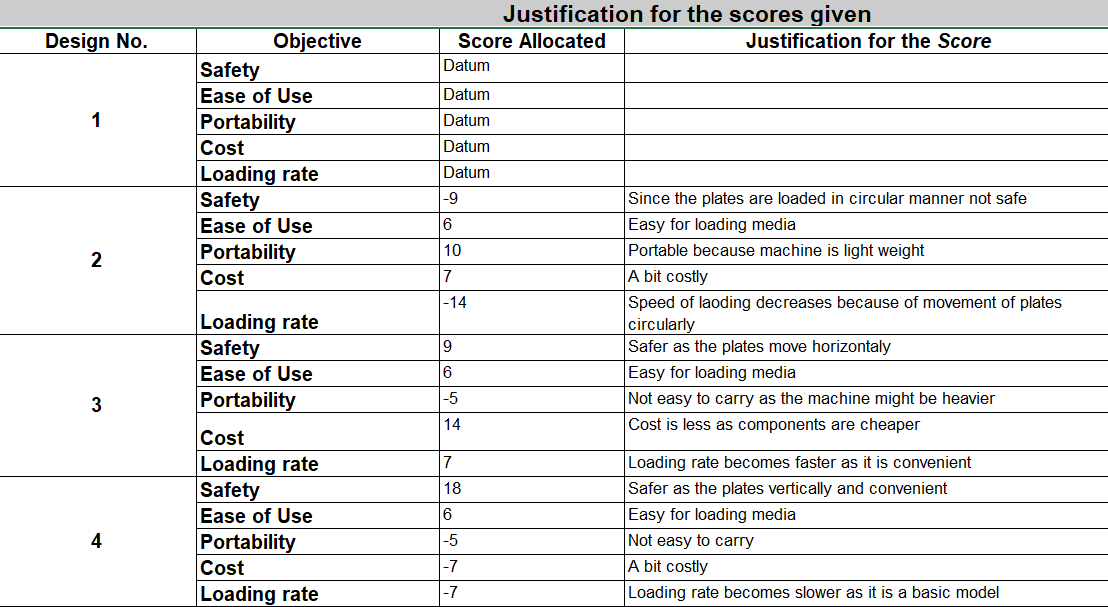 Justification for the scores given
Design No. Objective Score Allocated Justification for the Score
1
Safety Datum
Ease of Use Datum
Portability Datum
Cost Datum
Loading rate Datum
2
Safety -9 Since the plates are loaded in circular manner not safe
Ease of Use 6 Easy for loading media
Portability 10 Portable because machine is light weight
Cost 7 A bit costly
Loading rate -14 Speed of laoding decreases because of movement of plates
circularly
3
Safety 9 Safer as the plates move horizontaly
Ease of Use 6 Easy for loading media
Portability -5 Not easy to carry as the machine might be heavier
Cost 14 Cost is less as components are cheaper
Loading rate 7 Loading rate becomes faster as it is convenient
4
Safety 18 Safer as the plates vertically and convenient
Ease of Use 6 Easy for loading media
Portability -5 Not easy to carry
Cost -7 A bit costly
Loading rate -7 Loading rate becomes slower as it is a basic model